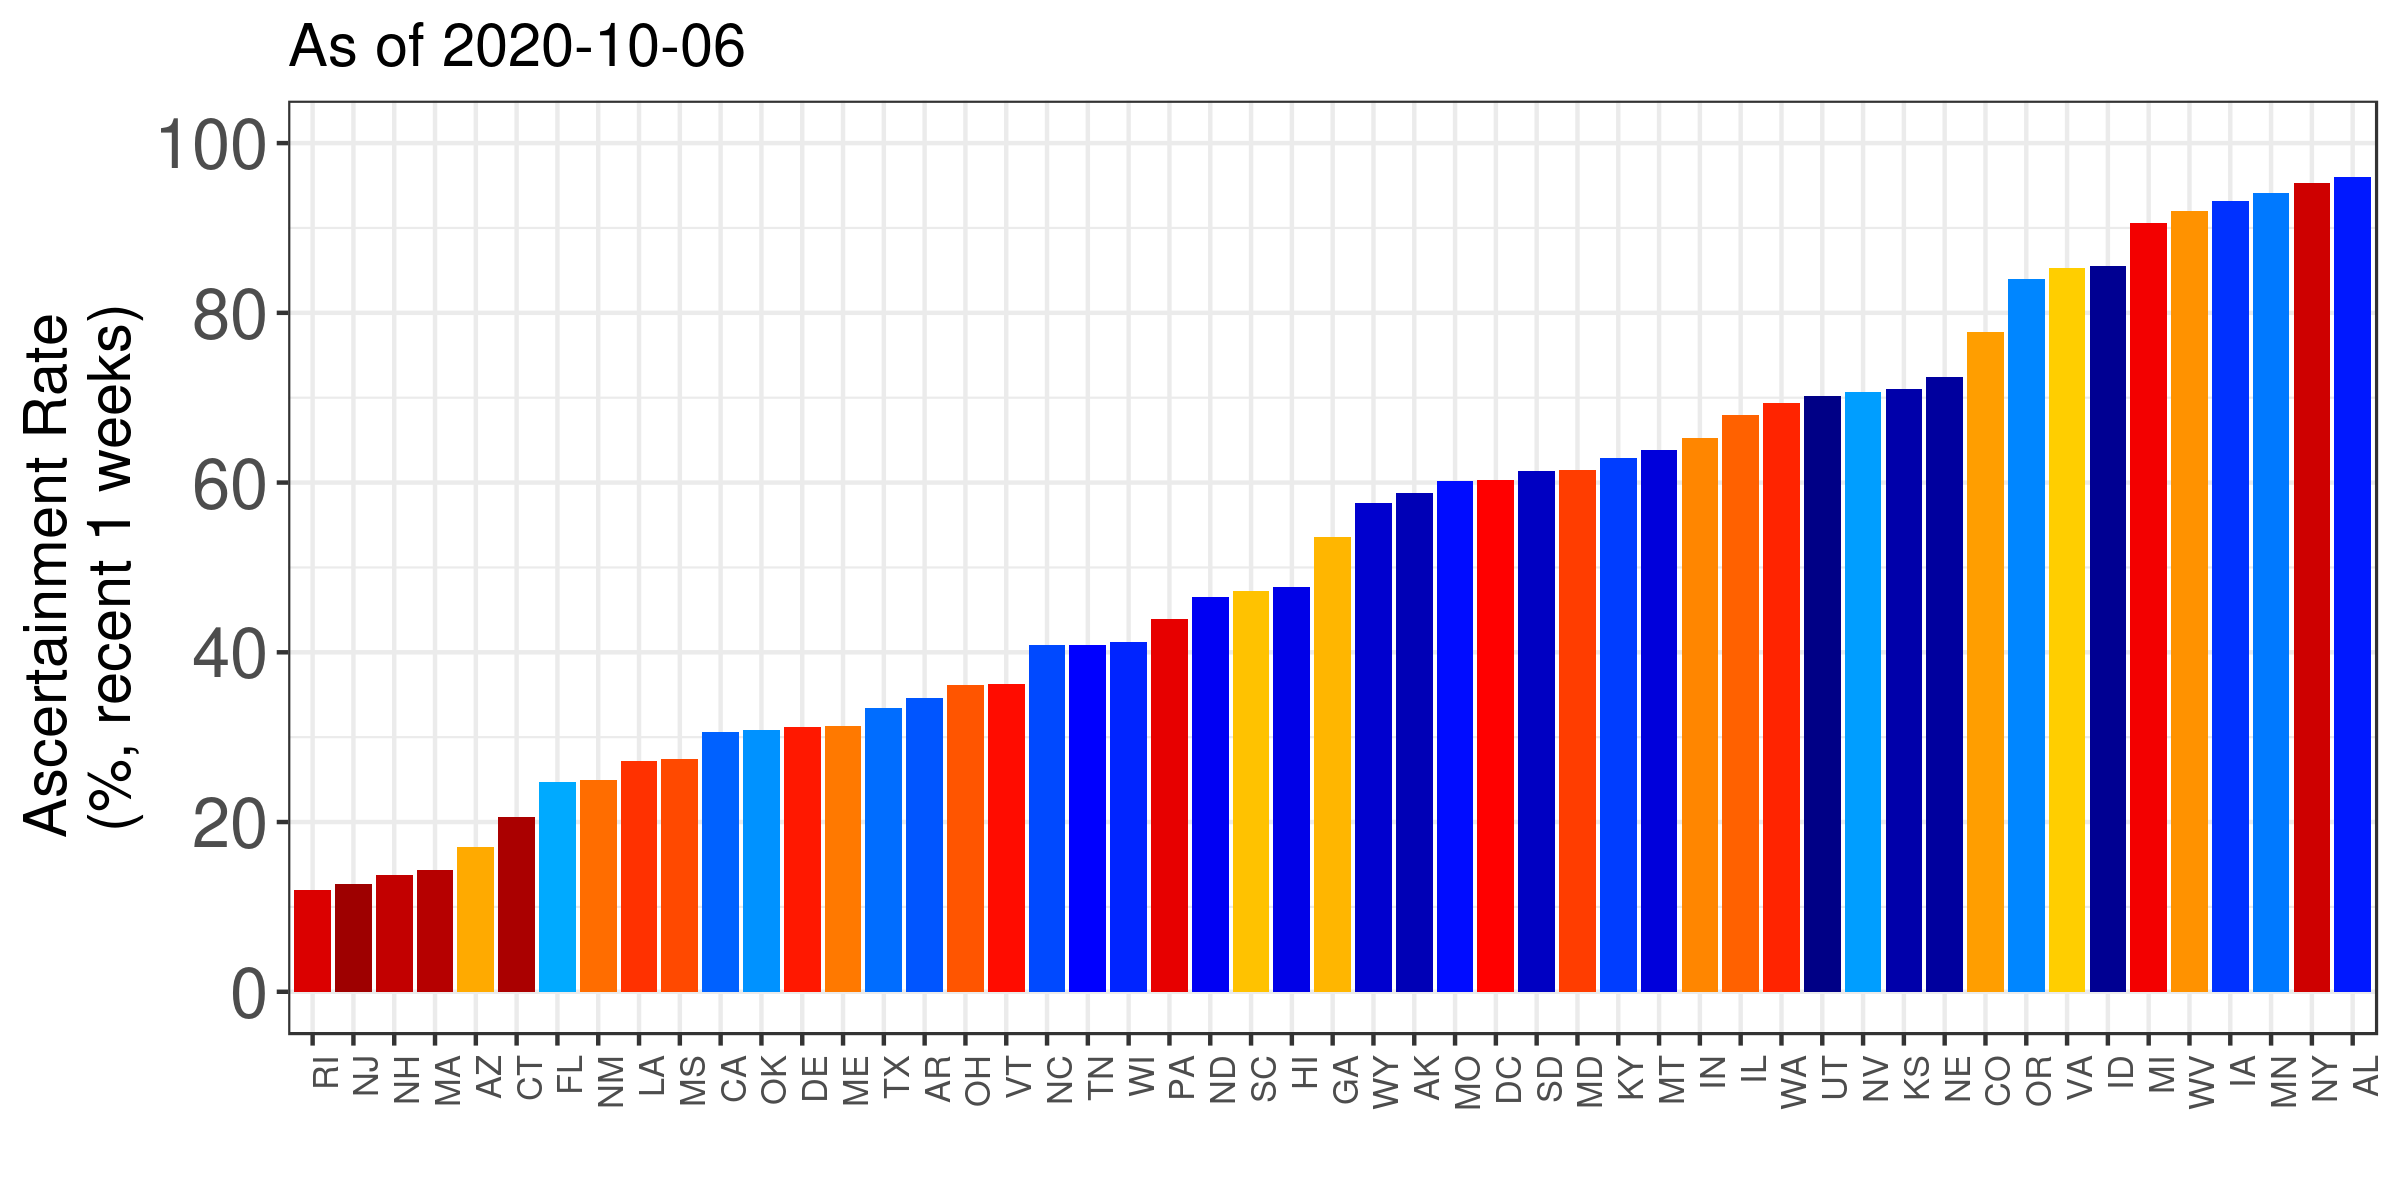 As of 2020-10-06
Ascertainment Rate
(%, recent 1 weeks)
100
80
60
40
20
0
RI NJ NH MA AZ CT FL NM LA MS CA OK DE ME TX AR OH VT NC TN WI PA ND SC HI GA WY AK MO DC SD MD KY MT IN IL WA UT NV KS NE CO OR VA ID MI WV IA MN NY AL